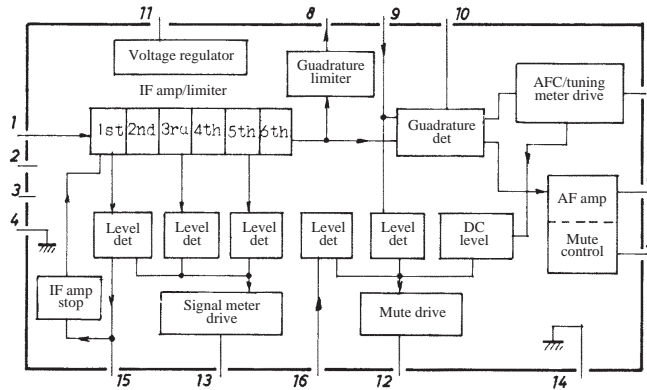 11
8
9
10
Voltage regulator
Guadrature
limiter
AFC/tuning
meter drive
IF amp/limiter
1
1st 2nd 3ru 4th 5th 6th
Guadrature
det
2
3
4
AF amp
Mute
control
Level
det
Level
det
Level
det
Level
det
Level
det
DC
level
IF amp
stop
Signal meter
drive
Mute drive
15
13
16
12
14